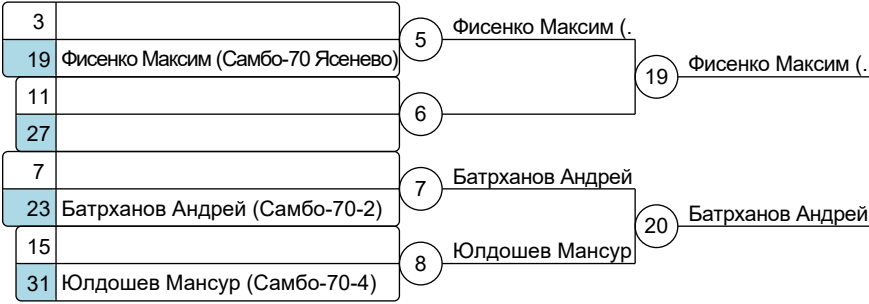 3
19 Фисенко Максим (Самбо-70 Ясенево)
5 Фисенко Максим (.
19 Фисенко Максим (.
11
27
6
7
23 Батрханов Андрей (Самбо-70-2)
7 Батрханов Андрей
20 Батрханов Андрей
15
31 Юлдошев Мансур (Самбо-70-4)
8 Юлдошев Мансур